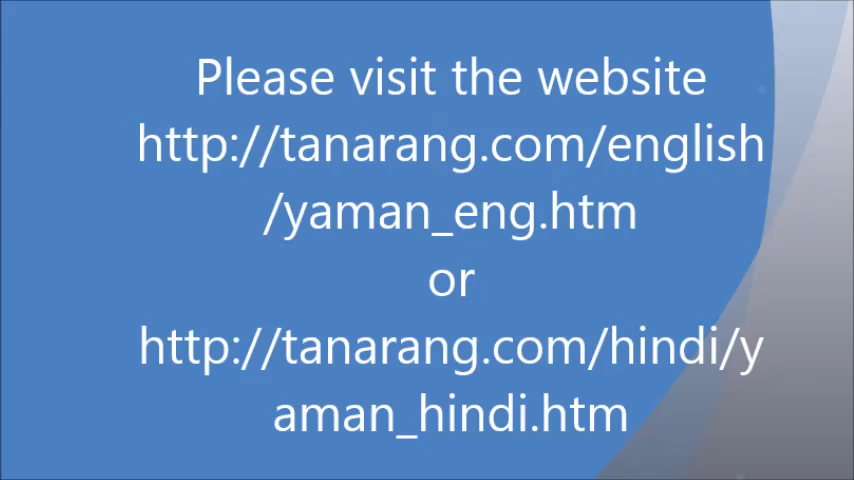 Please visit the website
http://tanarang.com/english
/yaman_eng.htm
or
http://tanarang.com/hindi/y
aman_hindi.htm